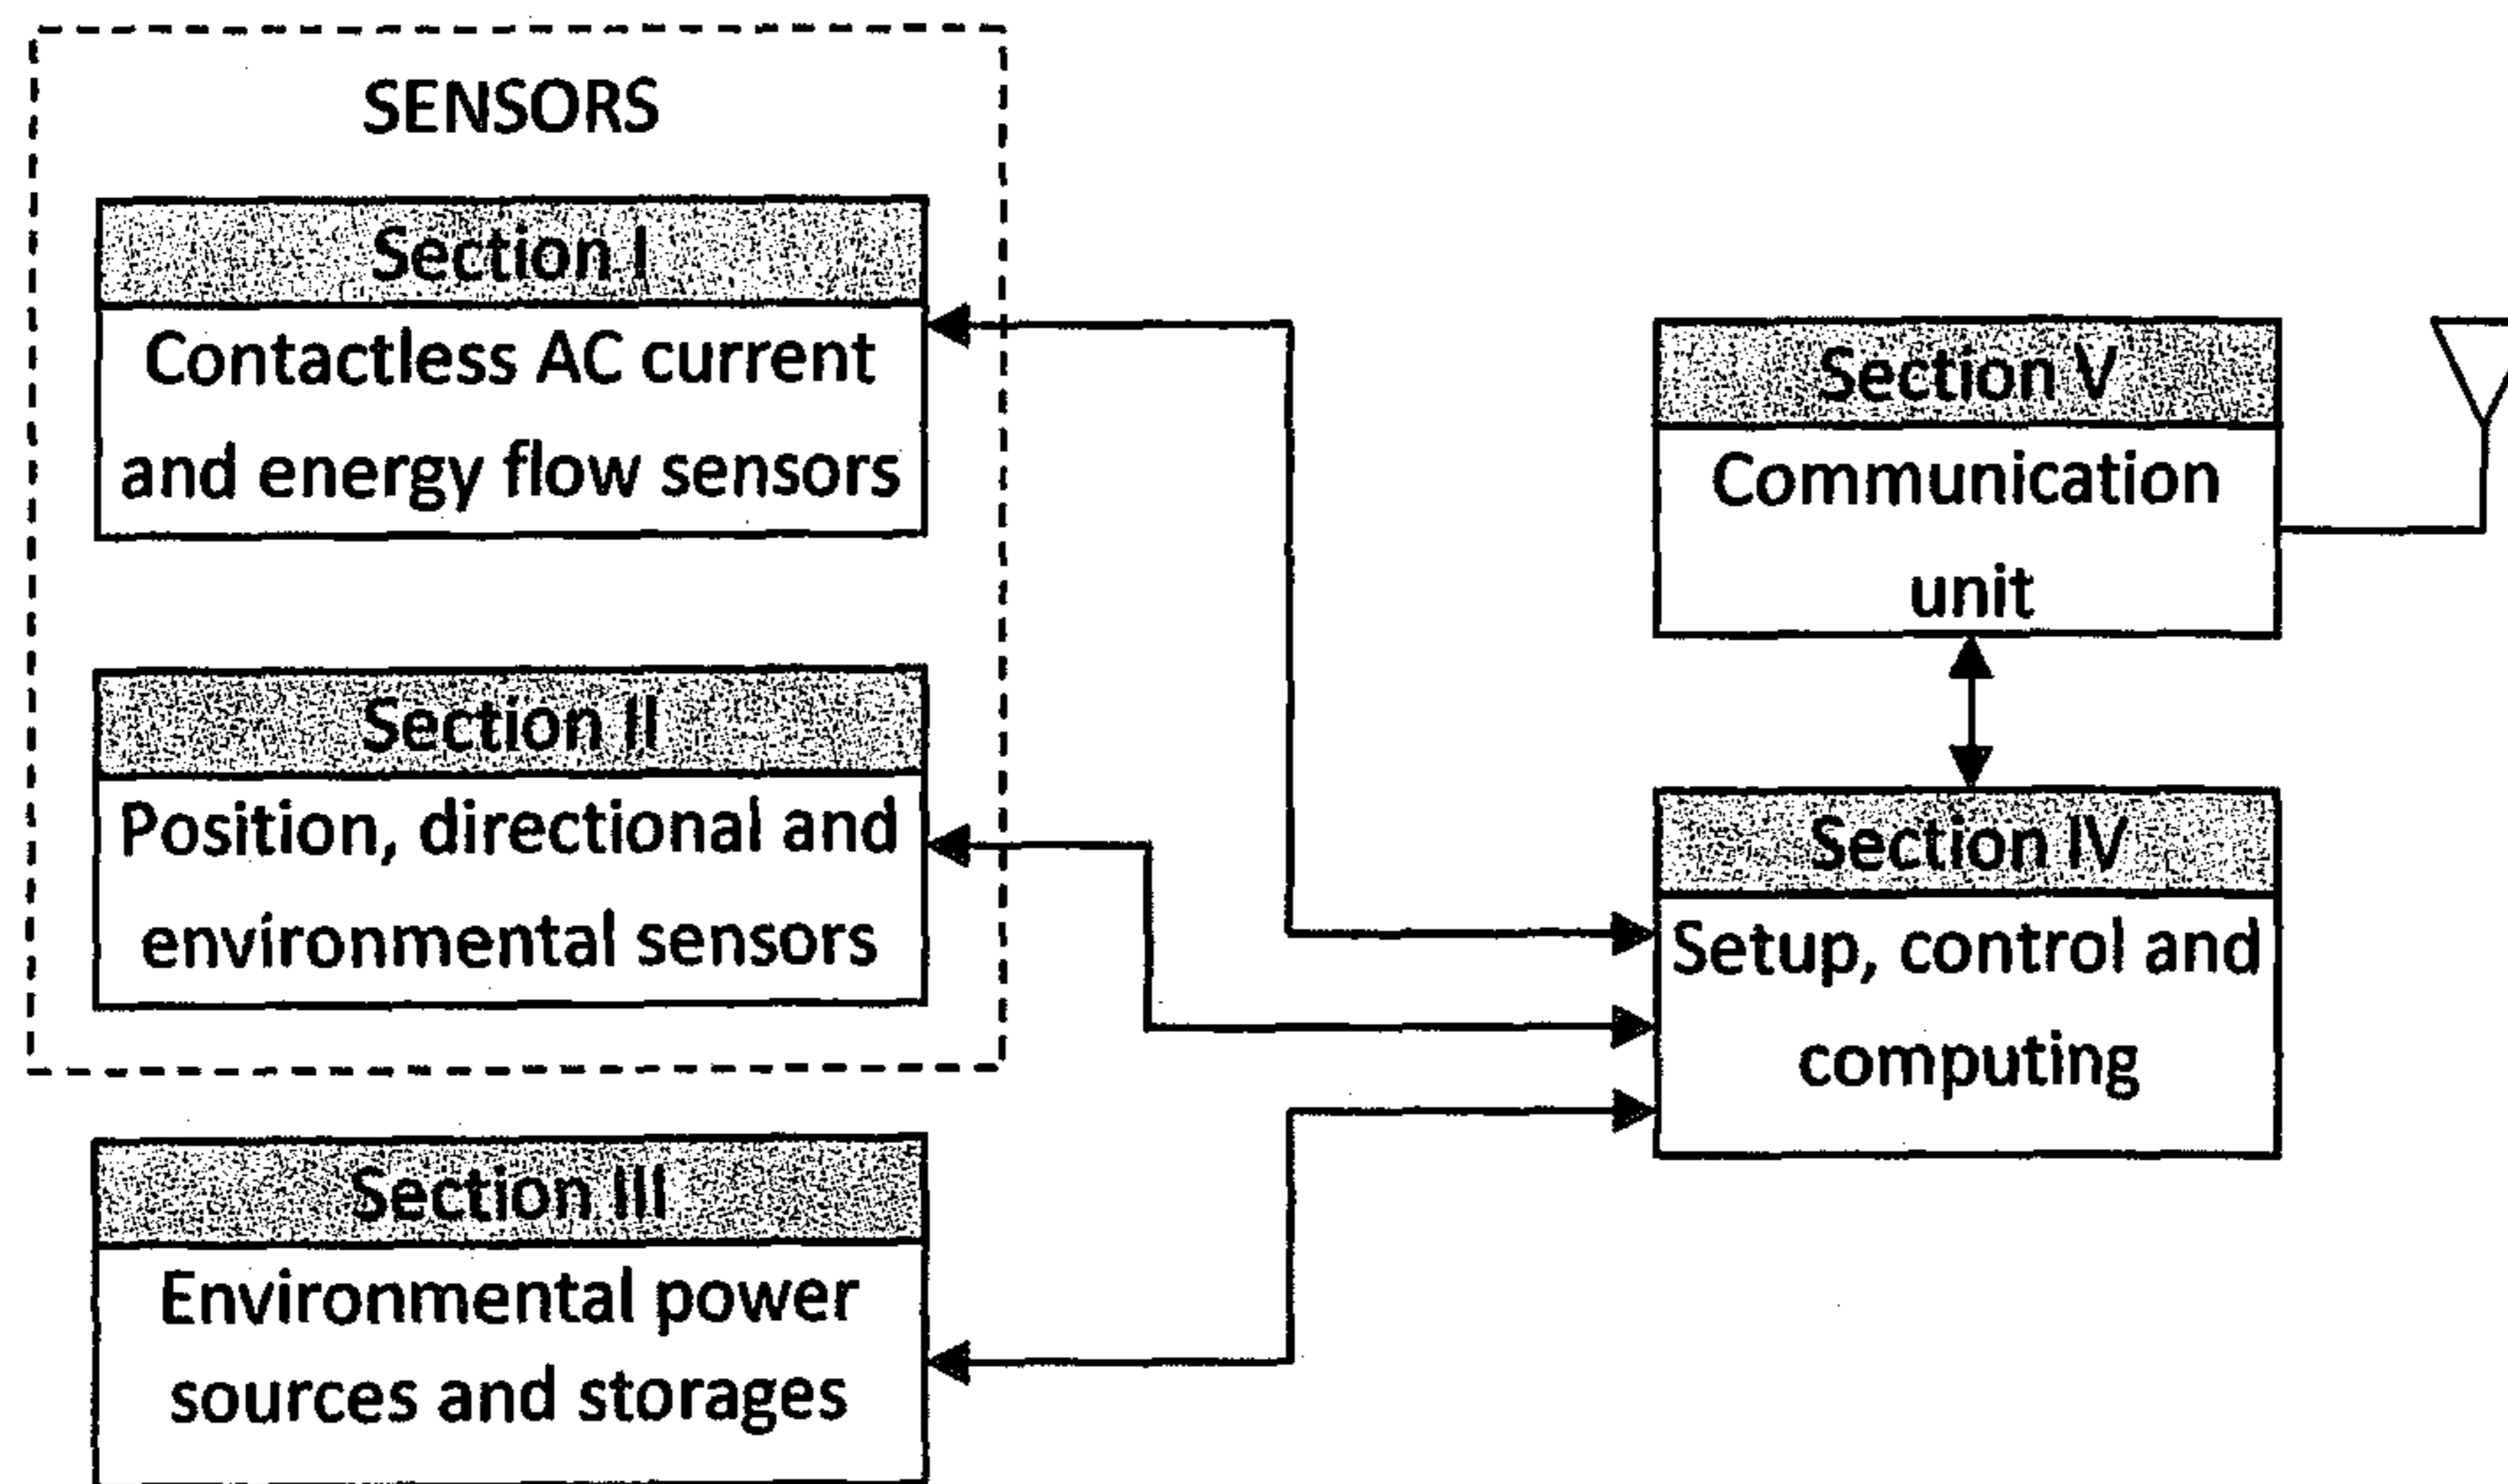 SENSORS
Section I
Contactless AC current
and energy flow sensors
Section II
Position, directional and
environmental sensors
Section III
Environmental power
sources and storages
Section V
Communication
unit
Section IV
Setup, control and
computing